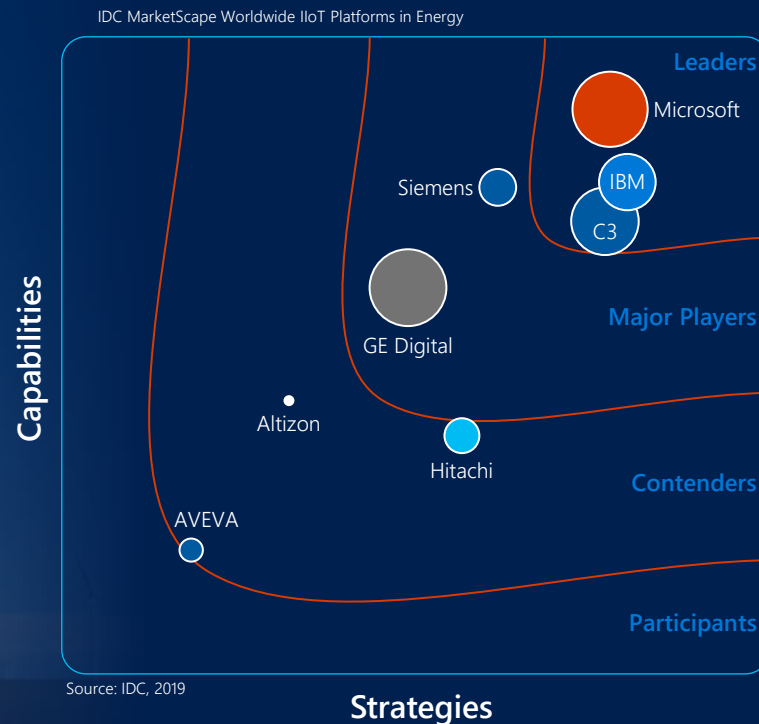 IDC MarketScape Worldwide IIoT Platforms in Energy
Leaders
Microsoft
IBM
Siemens
C3
Major Players
GE Digital
Capabilities
Altizon
Hitachi
Contenders
AVEVA
Participants
Source: IDC, 2019
Strategies